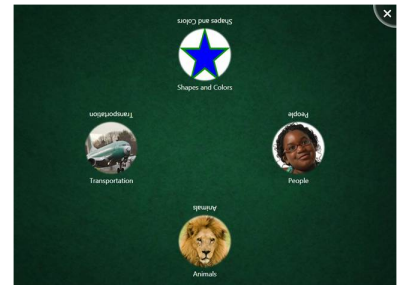 Shapes and Colors
Shapes and Colors
Transportation
People
Transportation
People
Animals
Animals